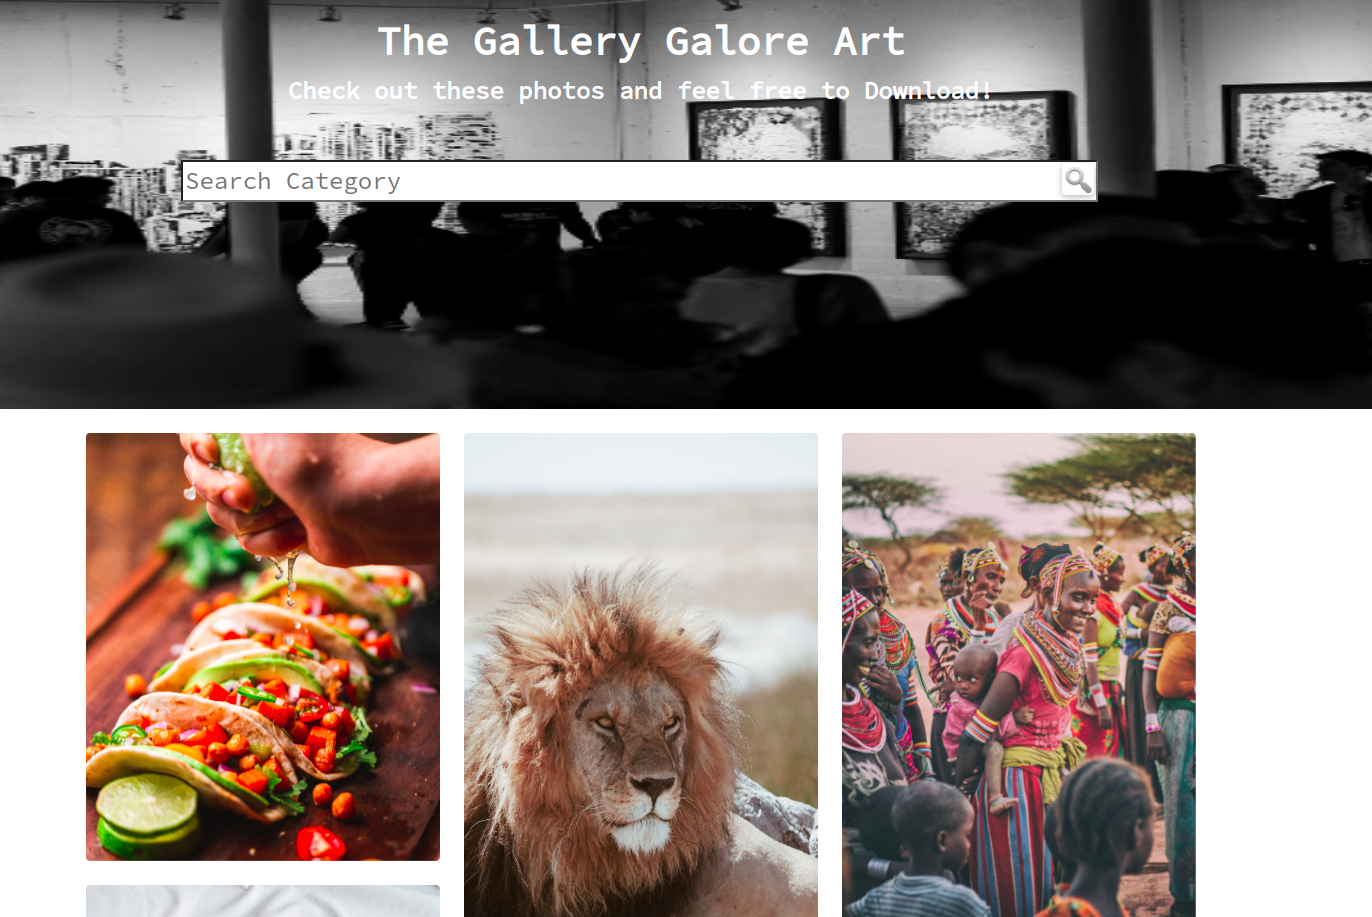 The Gallery Galore Art
Check out these photos and feel free to Download!
Search Category